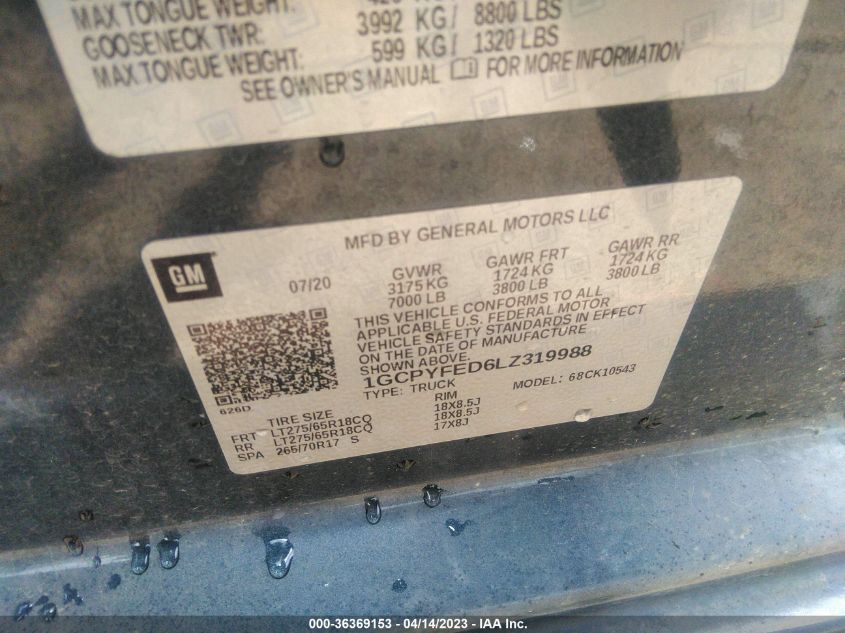 MAX TONGUE WEIGHT:
3992 KG / 8800 LBS
GOOSENECK TWR: 599 KG / 1320 LBS
MAX TONGUE WEIGHT:
SEE OWNER'S MANUAL FOR MORE INFORMATION
MFD BY GENERAL MOTORS LLC
GM
07/20
GVWR GAWR FRT GAWR RR
3175 KG 1724 KG 1724 KG
7000 LB 3800 LB 3800 LB
THIS VEHICLE CONFORMS TO ALL
APPLICABLE U.S. FEDERAL MOTOR
VEHICLE SAFETY STANDARDS IN EFFECT
ON THE DATE OF MANUFACTURE
SHOWN ABOVE.
1GCPYFED6LZ319988
TYPE: TRUCK MODEL: 68CK10543
626D
TIRE SIZE RIM
FRT LT275/65R18CQ 18X8.5J
RR LT275/65R18CQ 18X8.5J
SPA 265/70R17 S 17X8J
000-36369153 - 04/14/2023 - © IAA Inc.